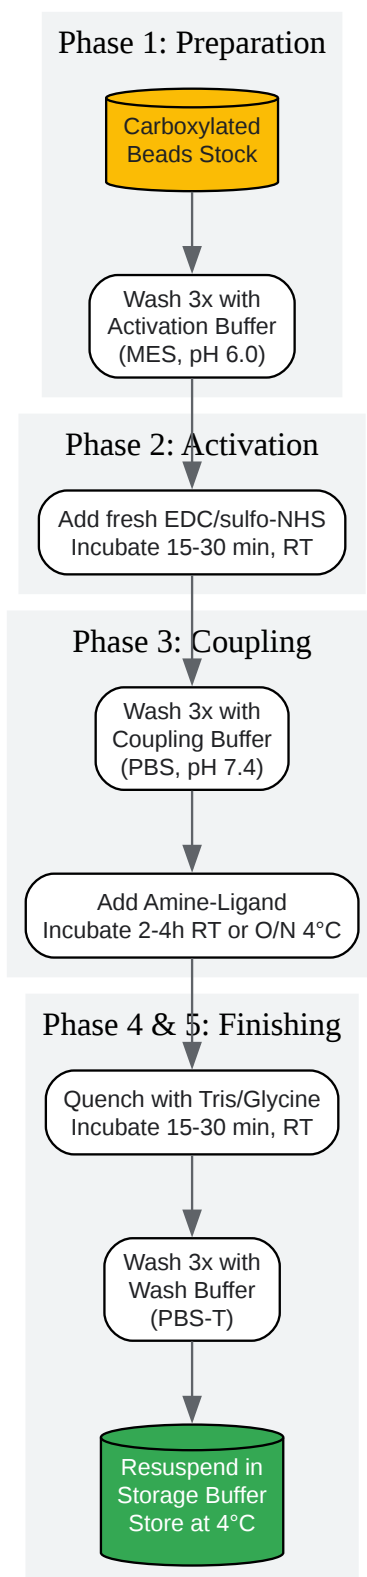 Phase 1: Preparation
Carboxylated
Beads Stock
Wash 3x with
Activation Buffer
(MES, pH 6.0)
Phase 2: Activation
Add fresh EDC/sulfo-NHS
Incubate 15-30 min, RT
Phase 3: Coupling
Wash 3x with
Coupling Buffer
(PBS, pH 7.4)
Add Amine-Ligand
Incubate 2-4h RT or O/N 4°C
Phase 4 & 5: Finishing
Quench with Tris/Glycine
Incubate 15-30 min, RT
Wash 3x with
Wash Buffer
(PBS-T)
Resuspend in
Storage Buffer
Store at 4°C